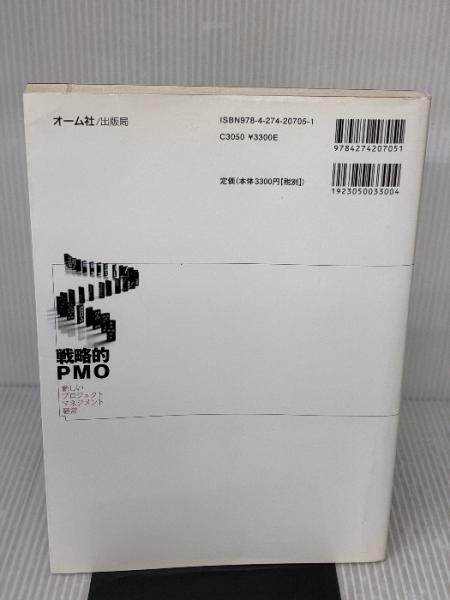 オーム社/出版局
ISBN978-4-274-20705-1
C3050 ¥3300E
定価(本体3300円【税別】)
9784274207051
1923050033004
戦略的
PMO
新しい
プロジェクト
マネジメント
経営